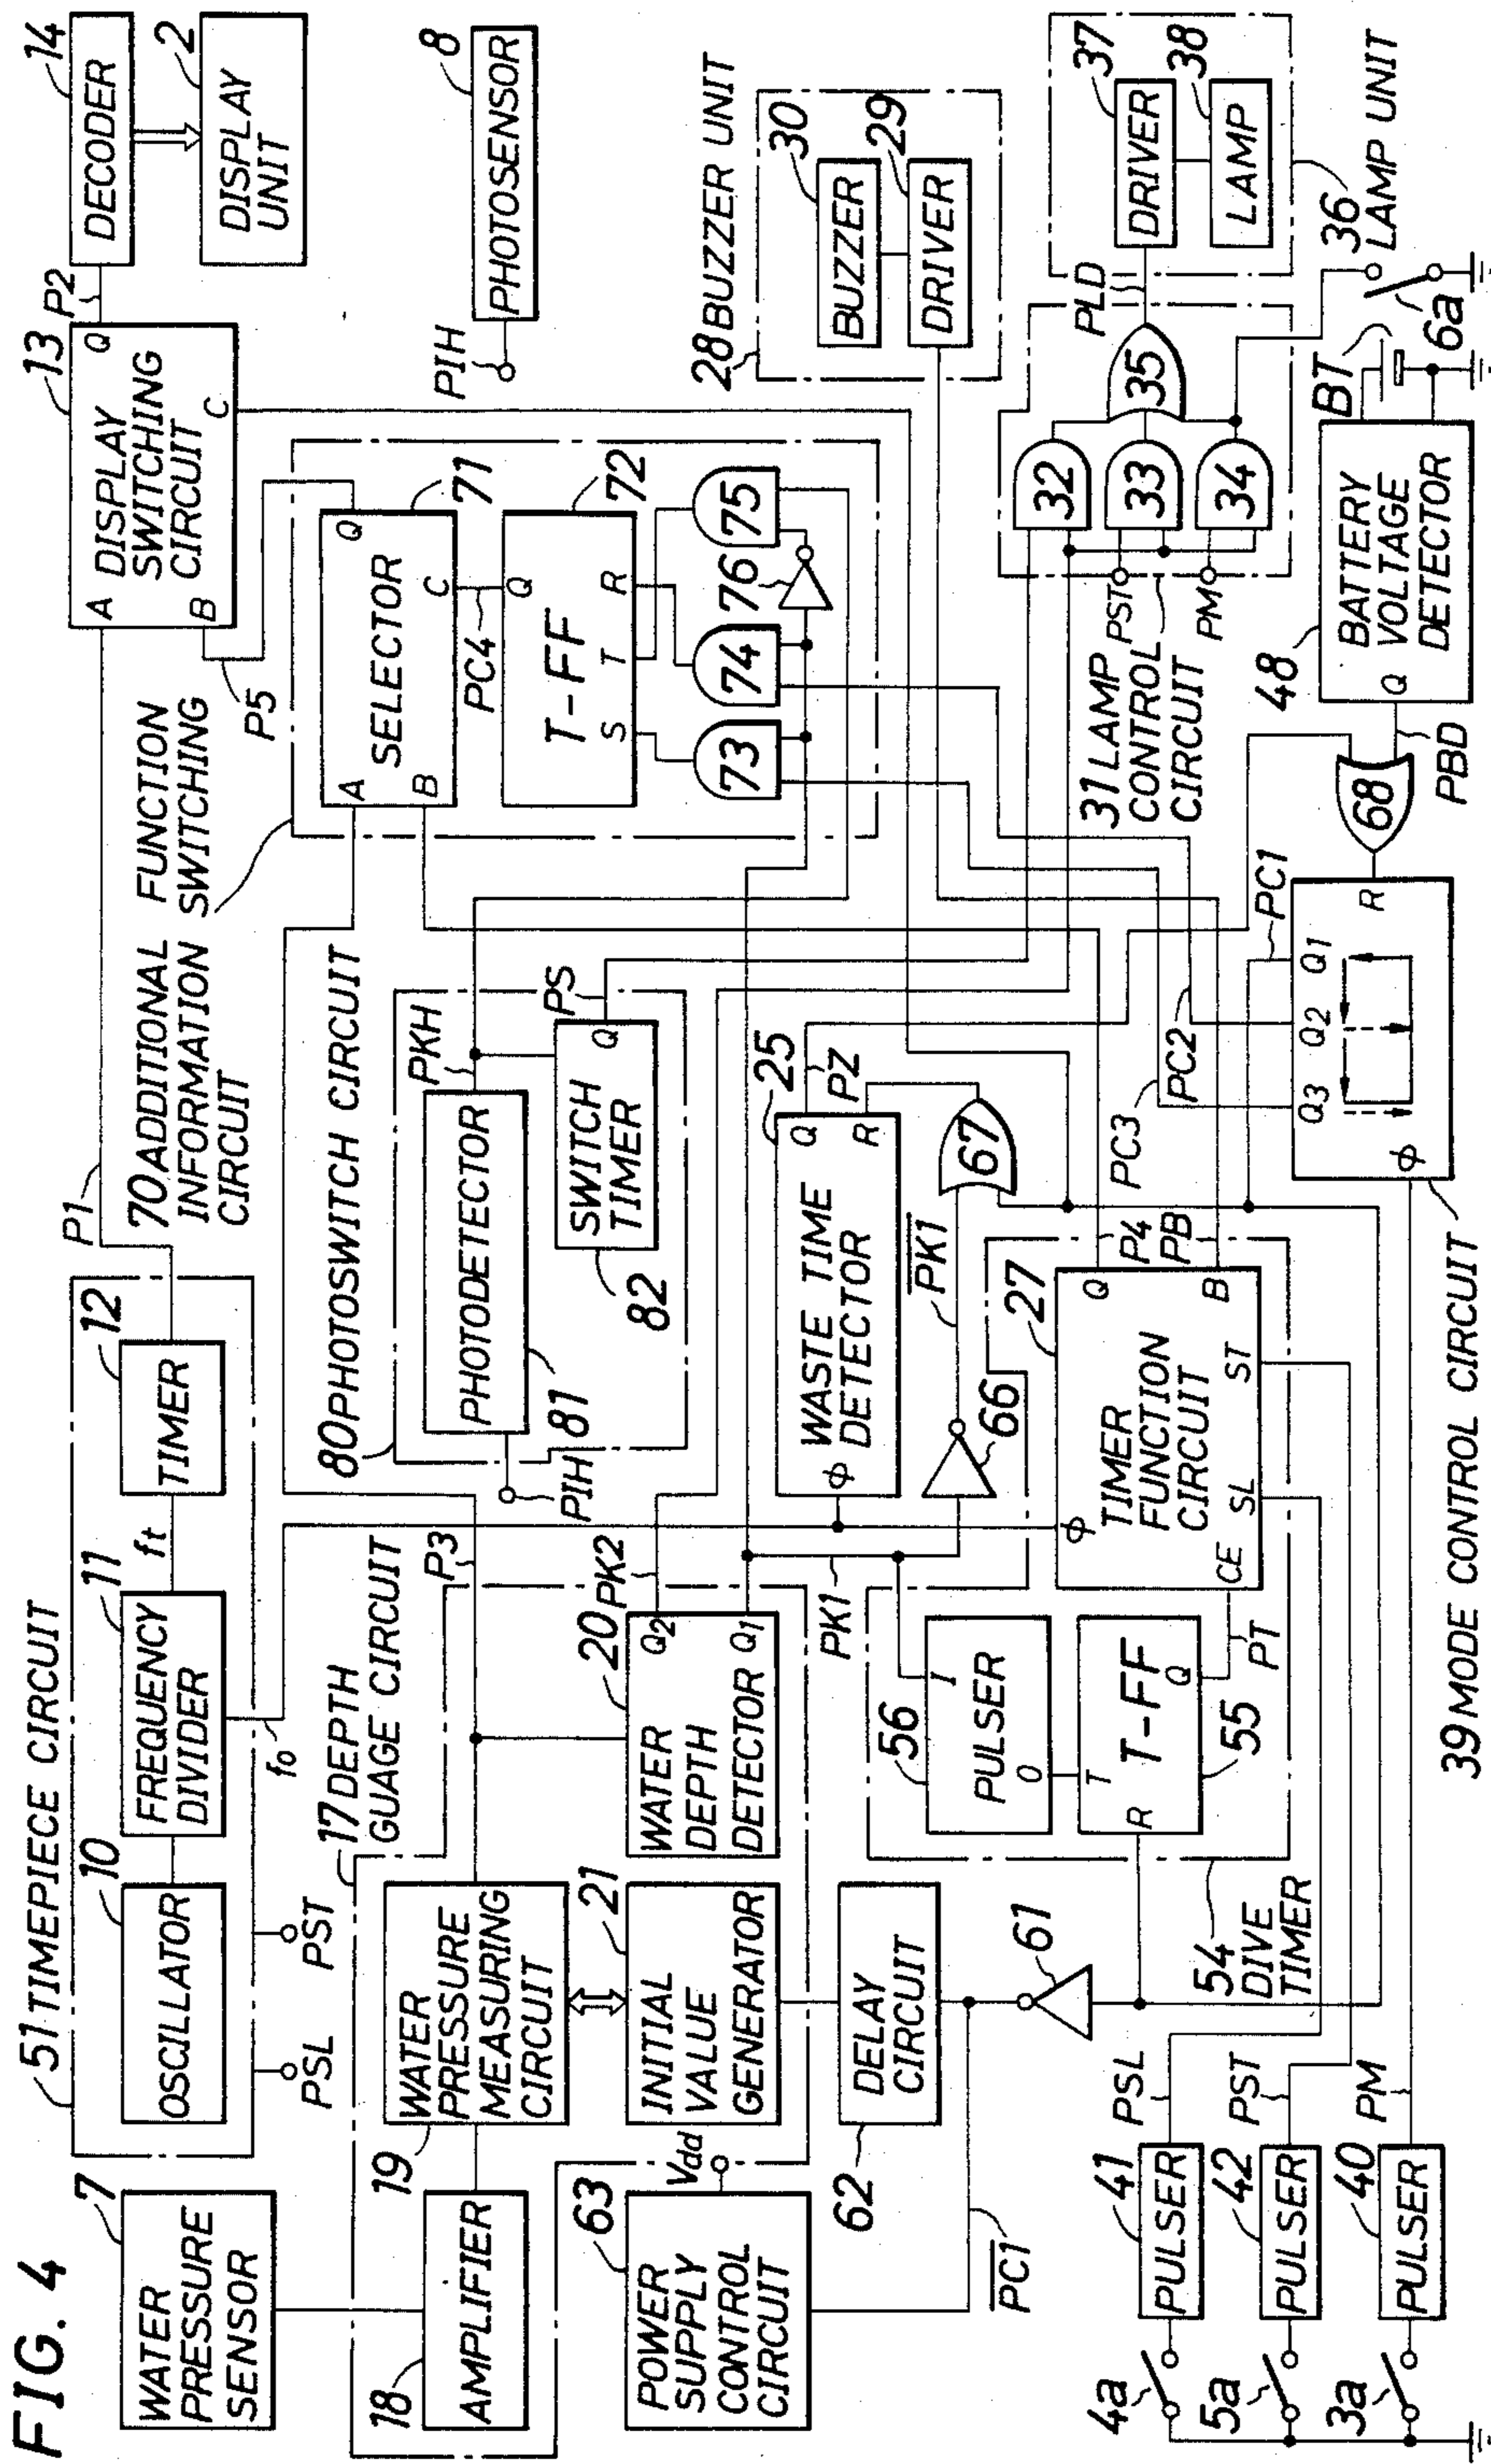 FIG. 4
7
WATER
PRESSURE
SENSOR
51 TIMEPIECE CIRCUIT
10
OSCILLATOR
11
FREQUENCY
DIVIDER
ft
12
TIMER
PSL
PST
fo
P1
13
A
DISPLAY
SWITCHING
CIRCUIT
B
Q
C
P2
14
DECODER
2
DISPLAY
UNIT
17 DEPTH
GUAGE CIRCUIT
18
AMPLIFIER
19
WATER
PRESSURE
MEASURING
CIRCUIT
P3
63
POWER
SUPPLY
CONTROL
CIRCUIT
Vdd
21
INITIAL
VALUE
GENERATOR
20
WATER
DEPTH
DETECTOR
Q2
Q1
PK2
PK1
62
DELAY
CIRCUIT
PC1
61
80 PHOTOSWITCH CIRCUIT
PIH
81
PHOTODETECTOR
PKH
82
SWITCH
TIMER
Q
PS
70 ADDITIONAL FUNCTION
INFORMATION SWITCHING
CIRCUIT
P5
A
B
SELECTOR
Q
C
71
PC4
72
Q
T-FF
S
T
R
73
74
75
76
PIH
8
PHOTOSENSOR
25
WASTE TIME
DETECTOR
φ
Q
R
PZ
66
PK1
67
28 BUZZER UNIT
30
BUZZER
29
DRIVER
56
PULSER
I
O
55
T-FF
T
R
Q
PT
54
DIVE
TIMER
27
TIMER
FUNCTION
CIRCUIT
φ
CE
SL
ST
Q
B
P4
PB
31 LAMP
CONTROL
CIRCUIT
PST
PM
32
33
34
35
PLD
37
DRIVER
38
LAMP
36
LAMP UNIT
6a
4a
41
PULSER
PSL
5a
42
PULSER
PST
3a
40
PULSER
PM
PC3
PC2
PC1
Q3
Q2
Q1
φ
R
39 MODE CONTROL CIRCUIT
68
PBD
48
Q
BATTERY
VOLTAGE
DETECTOR
BT